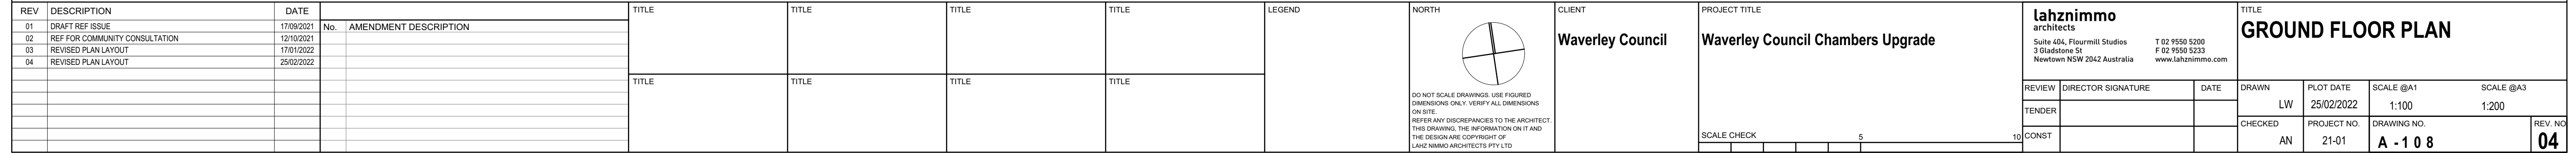 REV DESCRIPTION DATE
01 DRAFT REF ISSUE 17/09/2021
02 REF FOR COMMUNITY CONSULTATION 12/10/2021
03 REVISED PLAN LAYOUT 17/01/2022
04 REVISED PLAN LAYOUT 25/02/2022
No. AMENDMENT DESCRIPTION
TITLE TITLE TITLE TITLE
TITLE TITLE TITLE TITLE
LEGEND
NORTH
DO NOT SCALE DRAWINGS. USE FIGURED
DIMENSIONS ONLY. VERIFY ALL DIMENSIONS
ON SITE.
REFER ANY DISCREPANCIES TO THE ARCHITECT.
THIS DRAWING, THE INFORMATION ON IT AND
THE DESIGN ARE COPYRIGHT OF
LAHZ NIMMO ARCHITECTS PTY LTD
CLIENT
Waverley Council
PROJECT TITLE
Waverley Council Chambers Upgrade
SCALE CHECK 5 10
lahznimmo
architects
Suite 404, Flourmill Studios T 02 9550 5200
3 Gladstone St F 02 9550 5233
Newtown NSW 2042 Australia www.lahznimmo.com
REVIEW DIRECTOR SIGNATURE DATE
TENDER
CONST
TITLE
GROUND FLOOR PLAN
DRAWN PLOT DATE SCALE @A1 SCALE @A3
LW 25/02/2022 1:100 1:200
CHECKED PROJECT NO. DRAWING NO. REV. NO
AN 21-01 A - 1 0 8 04